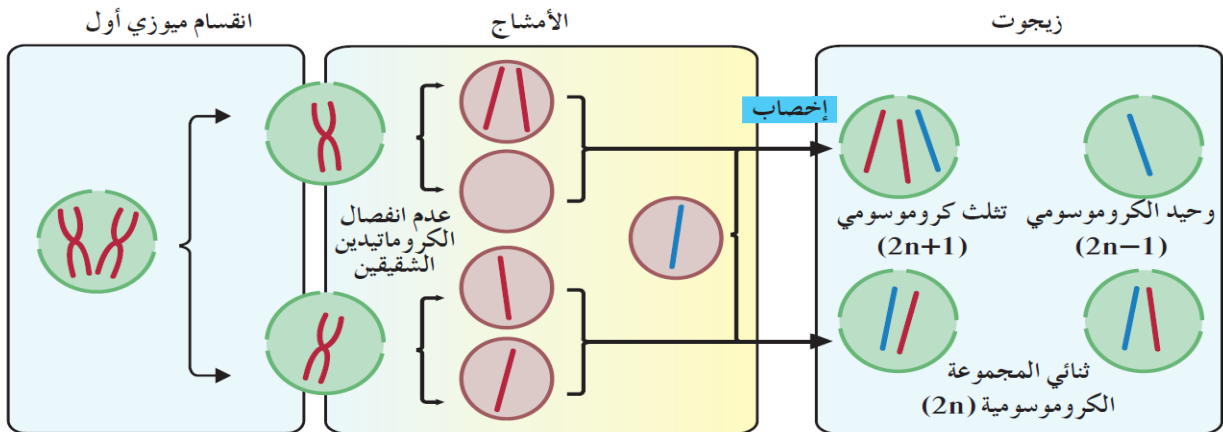 زيجوت
الأمشاج
انقسام ميوزي أول
إخصاب
عدم انفصال
الكروماتيدين
الشقيقين
وحيد الكروموسومي
(2n−1)
تثلث كروموسومي
(2n+1)
ثنائي المجموعة
الكروموسومية (2n)